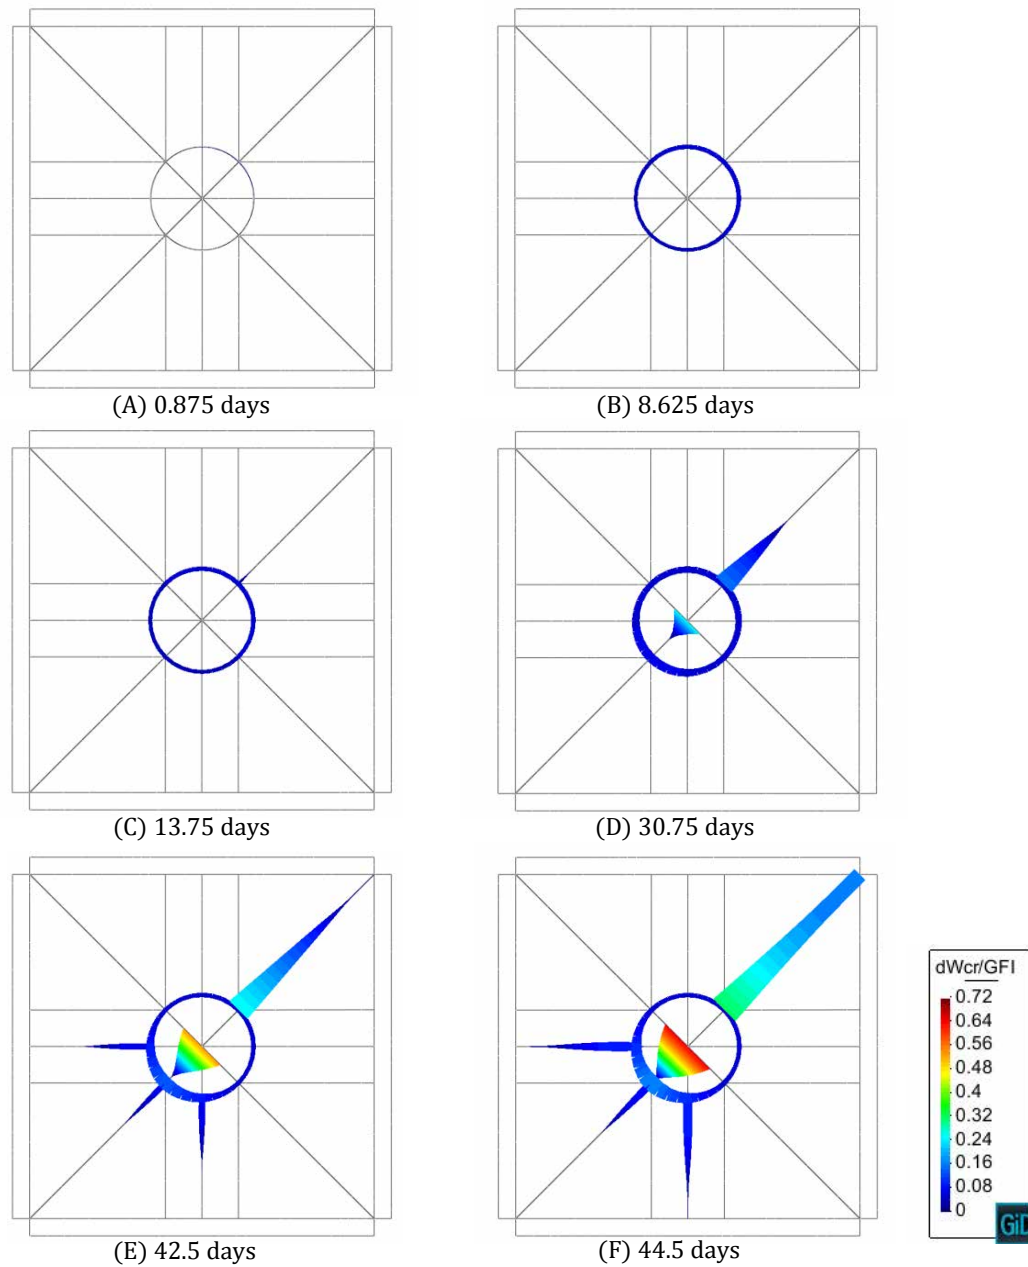 (A) 0.875 days
(B) 8.625 days
(C) 13.75 days
(D) 30.75 days
(E) 42.5 days
(F) 44.5 days
dWcr/GFI
0.72
0.64
0.56
0.48
0.4
0.32
0.24
0.16
0.08
0
GiD